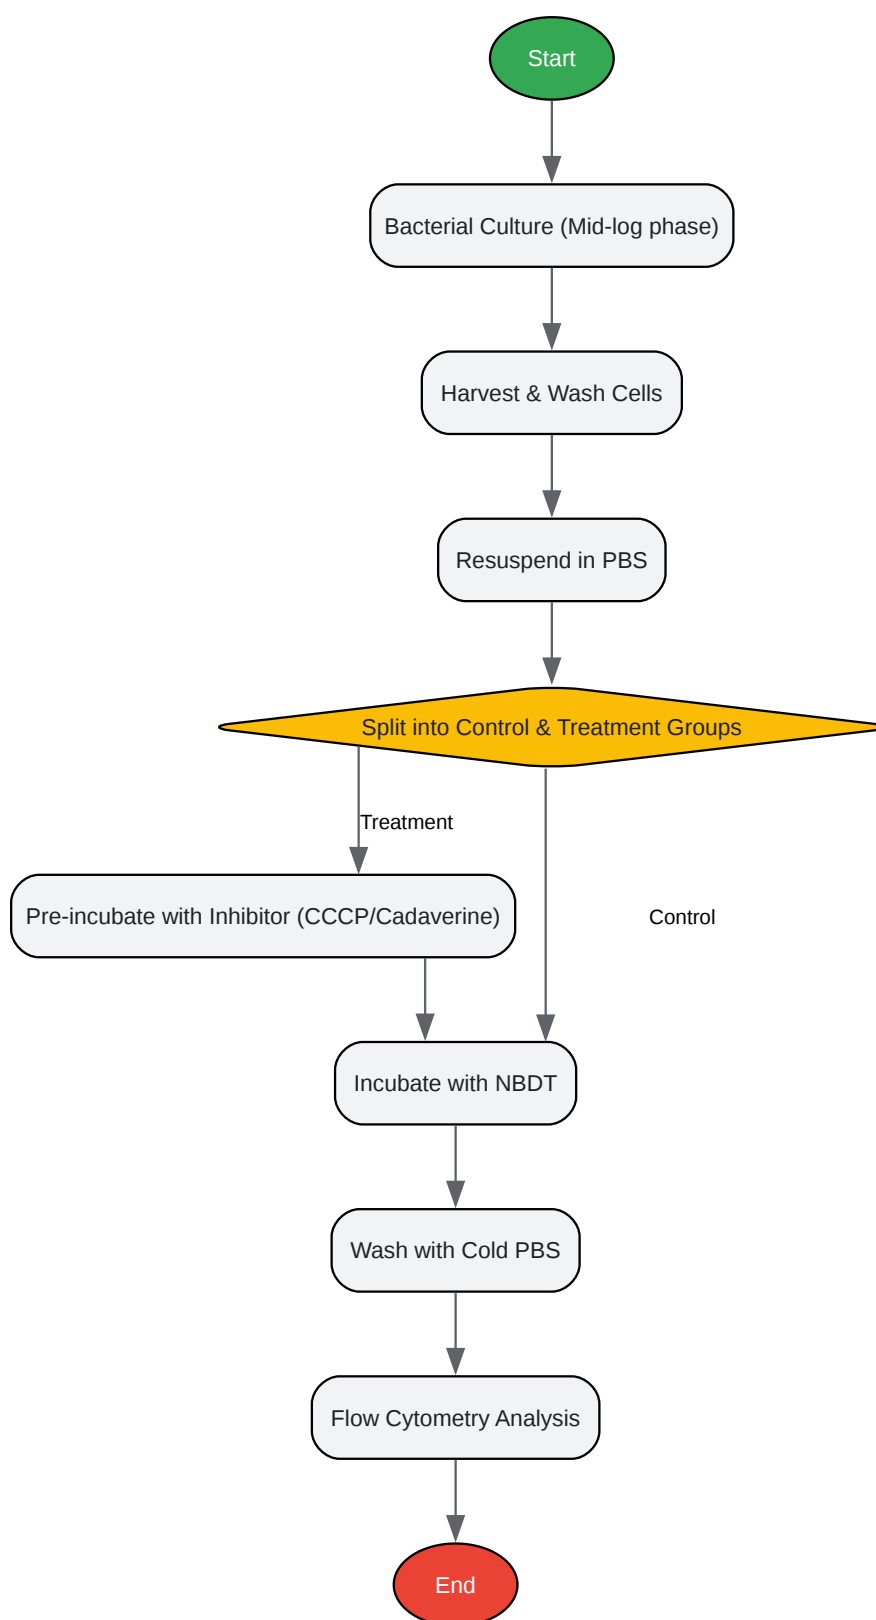 Start
Bacterial Culture (Mid-log phase)
Harvest & Wash Cells
Resuspend in PBS
Split into Control & Treatment Groups
Treatment
Pre-incubate with Inhibitor (CCCP/Cadaverine)
Control
Incubate with NBDT
Wash with Cold PBS
Flow Cytometry Analysis
End